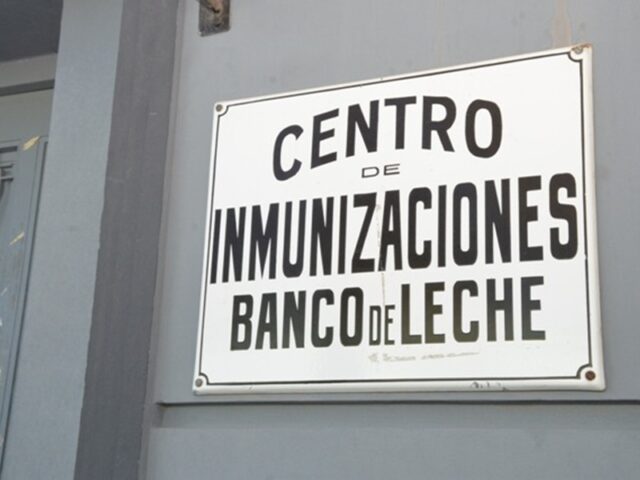 CENTRO
DE
INMUNIZACIONES
BANCO DE LECHE